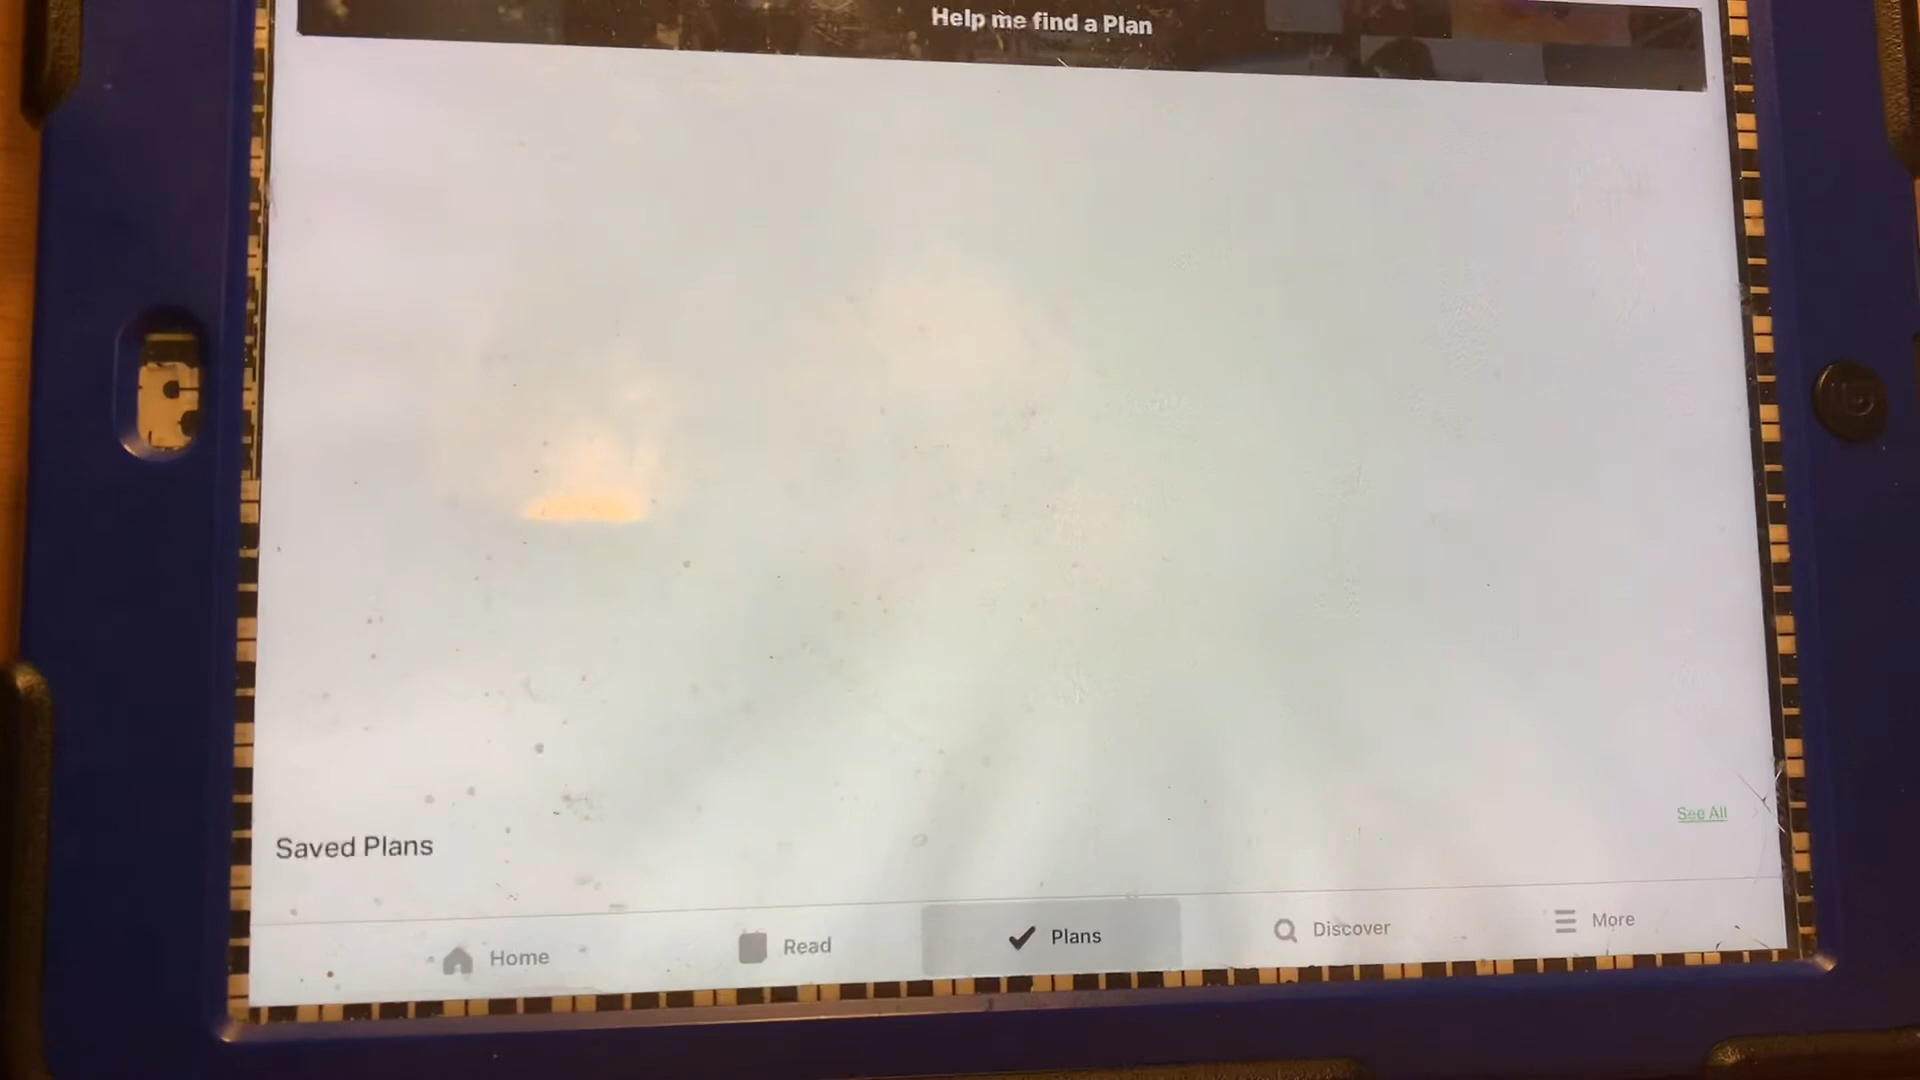 Help me find a Plan
See All
Saved Plans
Home
Read
Plans
Discover
More